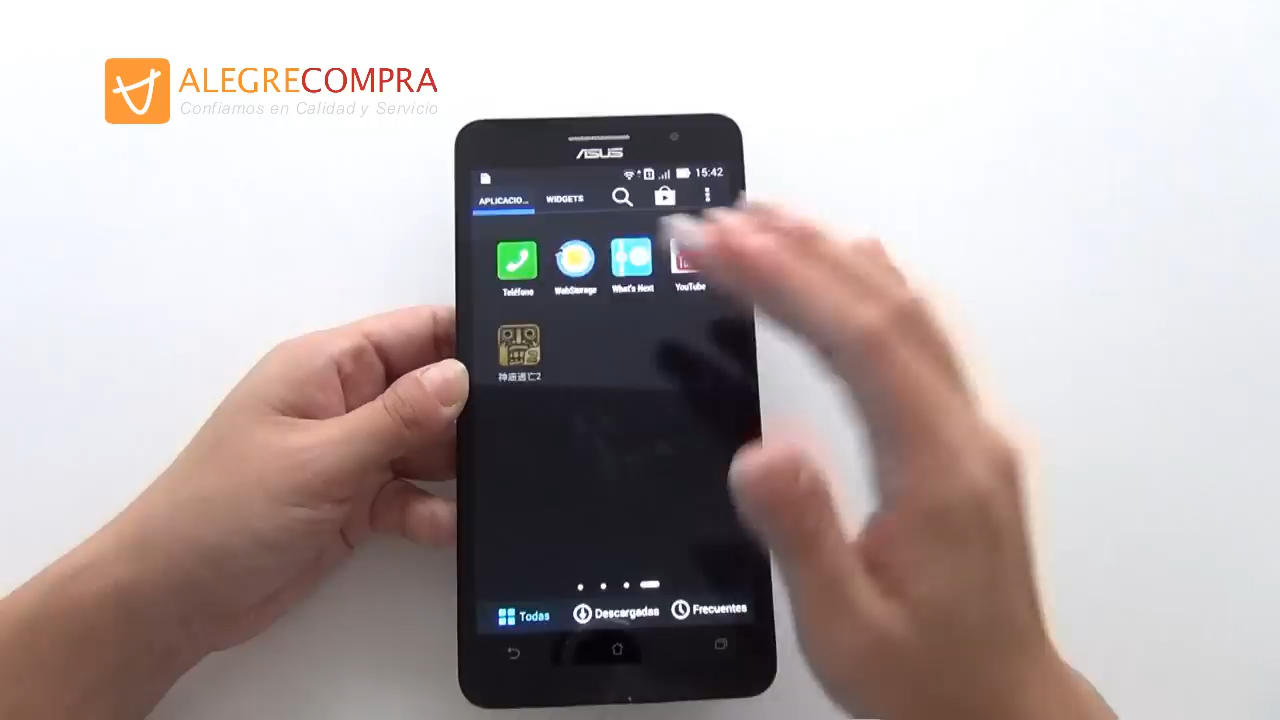 ALEGRECOMPRA
Confiamos en Calidad y Servicio
ASUS
15:42
APLICACIO...
WIDGETS
Teléfono
WebStorage
What's Next
YouTube
神庙逃亡2
Todas
Descargadas
Frecuentes